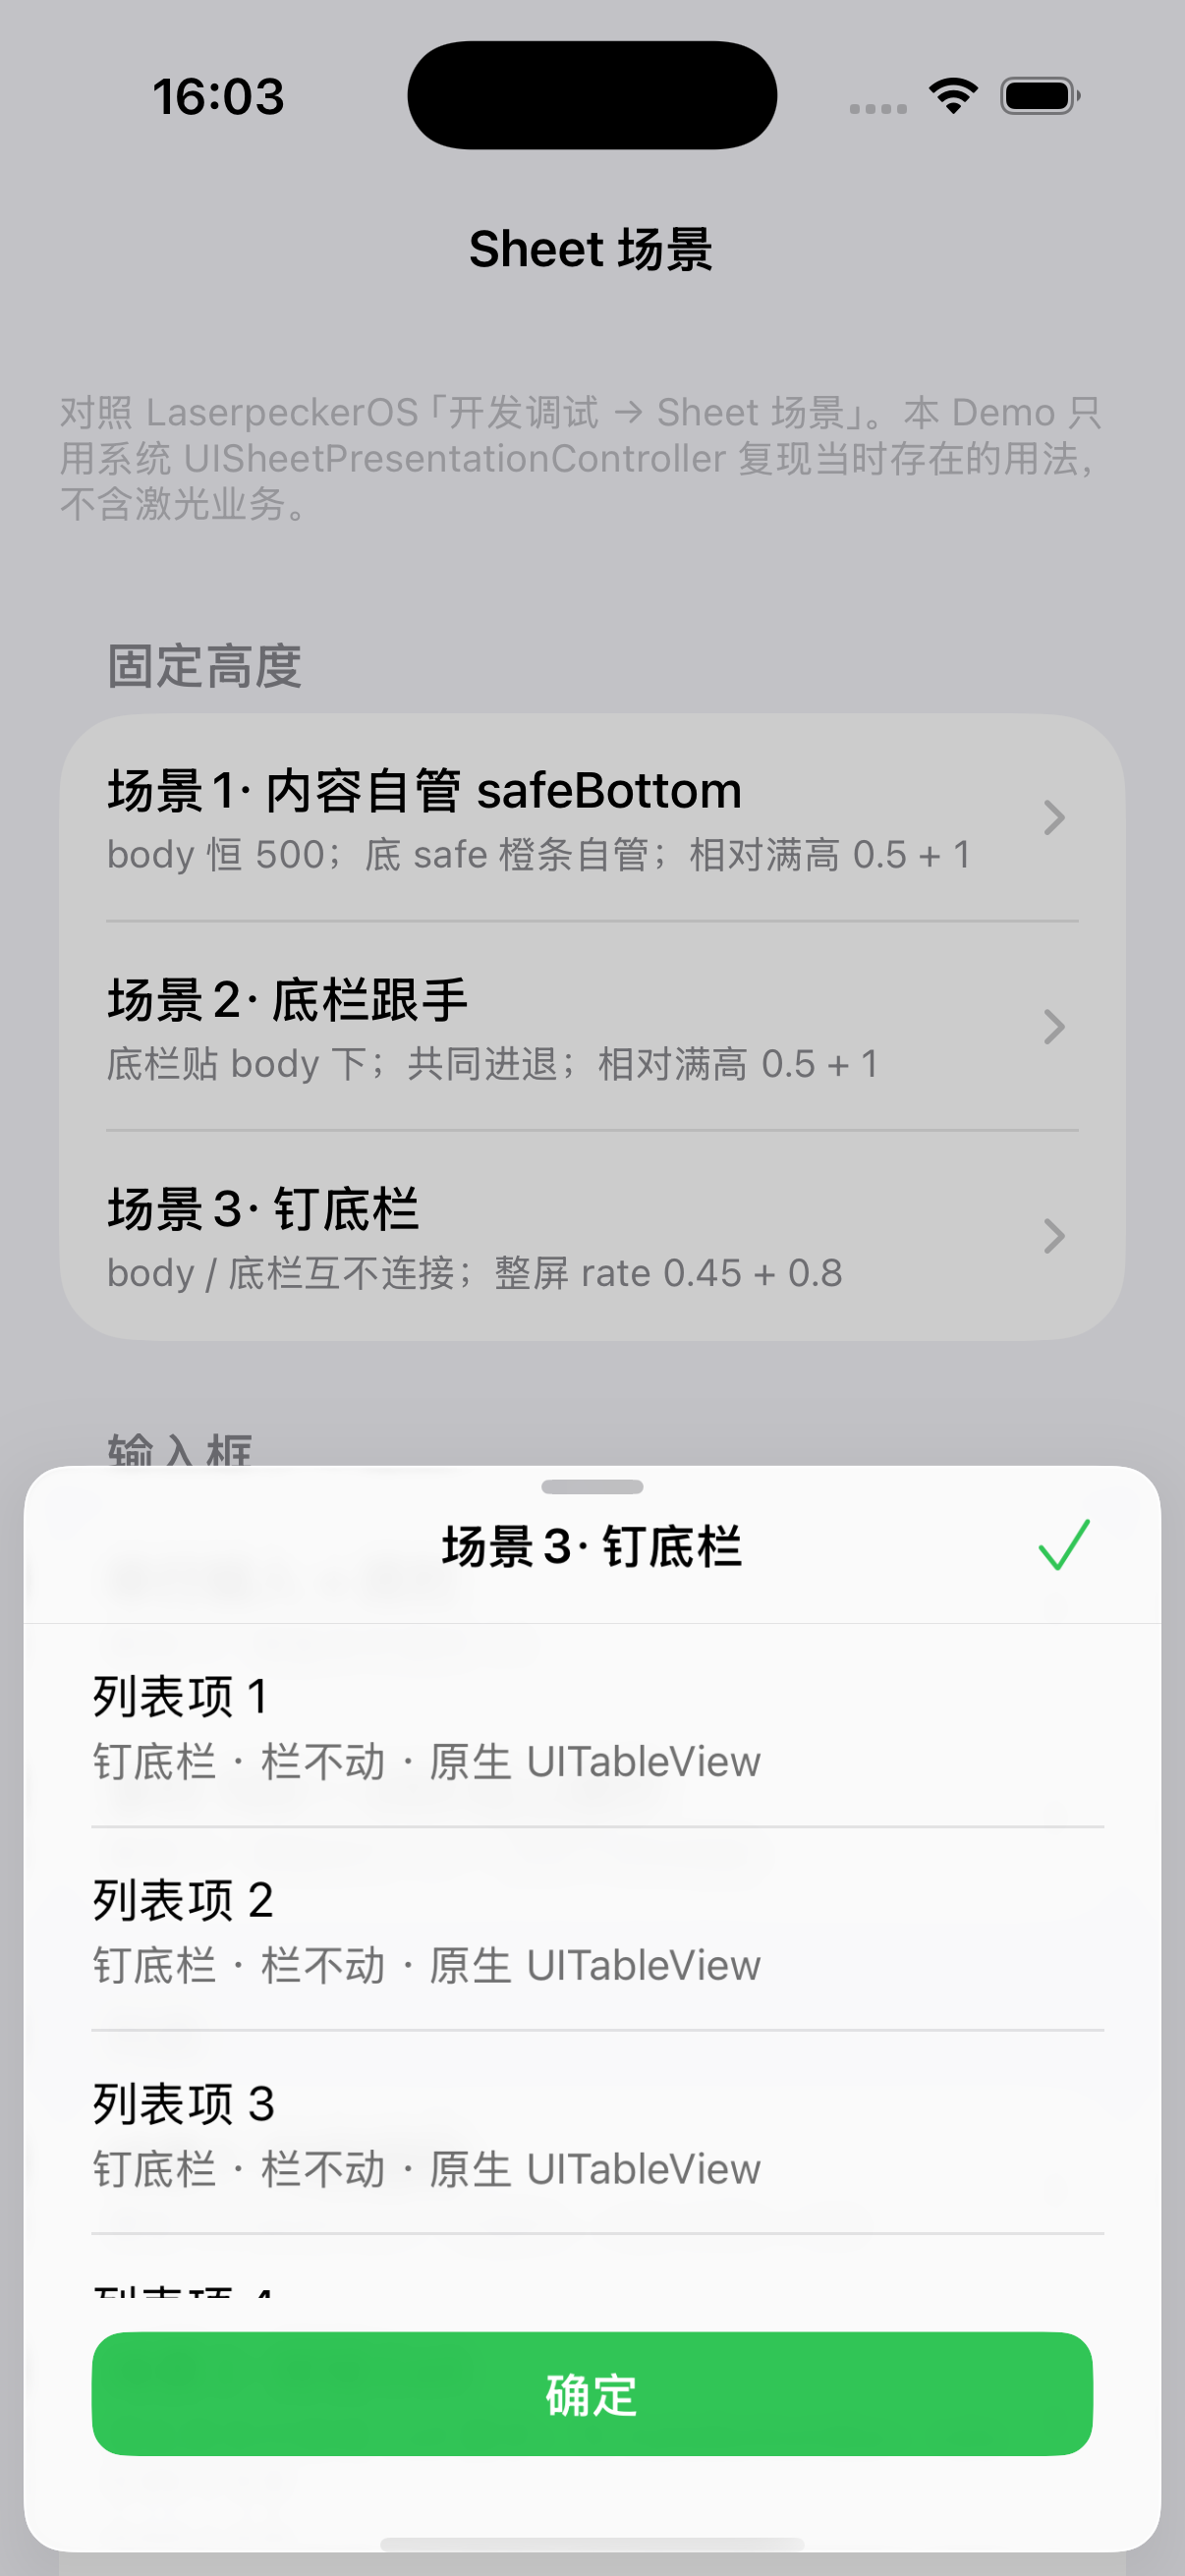 16:03
Sheet 场景
对照 LaserpeckerOS「开发调试 → Sheet 场景」。本 Demo 只
用系统 UISheetPresentationController 复现当时存在的用法，
不含激光业务。
固定高度
场景 1 · 内容自管 safeBottom
body 恒 500；底 safe 橙条自管；相对满高 0.5 + 1
场景 2 · 底栏跟手
底栏贴 body 下；共同进退；相对满高 0.5 + 1
场景 3 · 钉底栏
body / 底栏互不连接；整屏 rate 0.45 + 0.8
输入框
场景 3 · 钉底栏
列表项 1
钉底栏 · 栏不动 · 原生 UITableView
列表项 2
钉底栏 · 栏不动 · 原生 UITableView
列表项 3
钉底栏 · 栏不动 · 原生 UITableView
列表项 4
确定